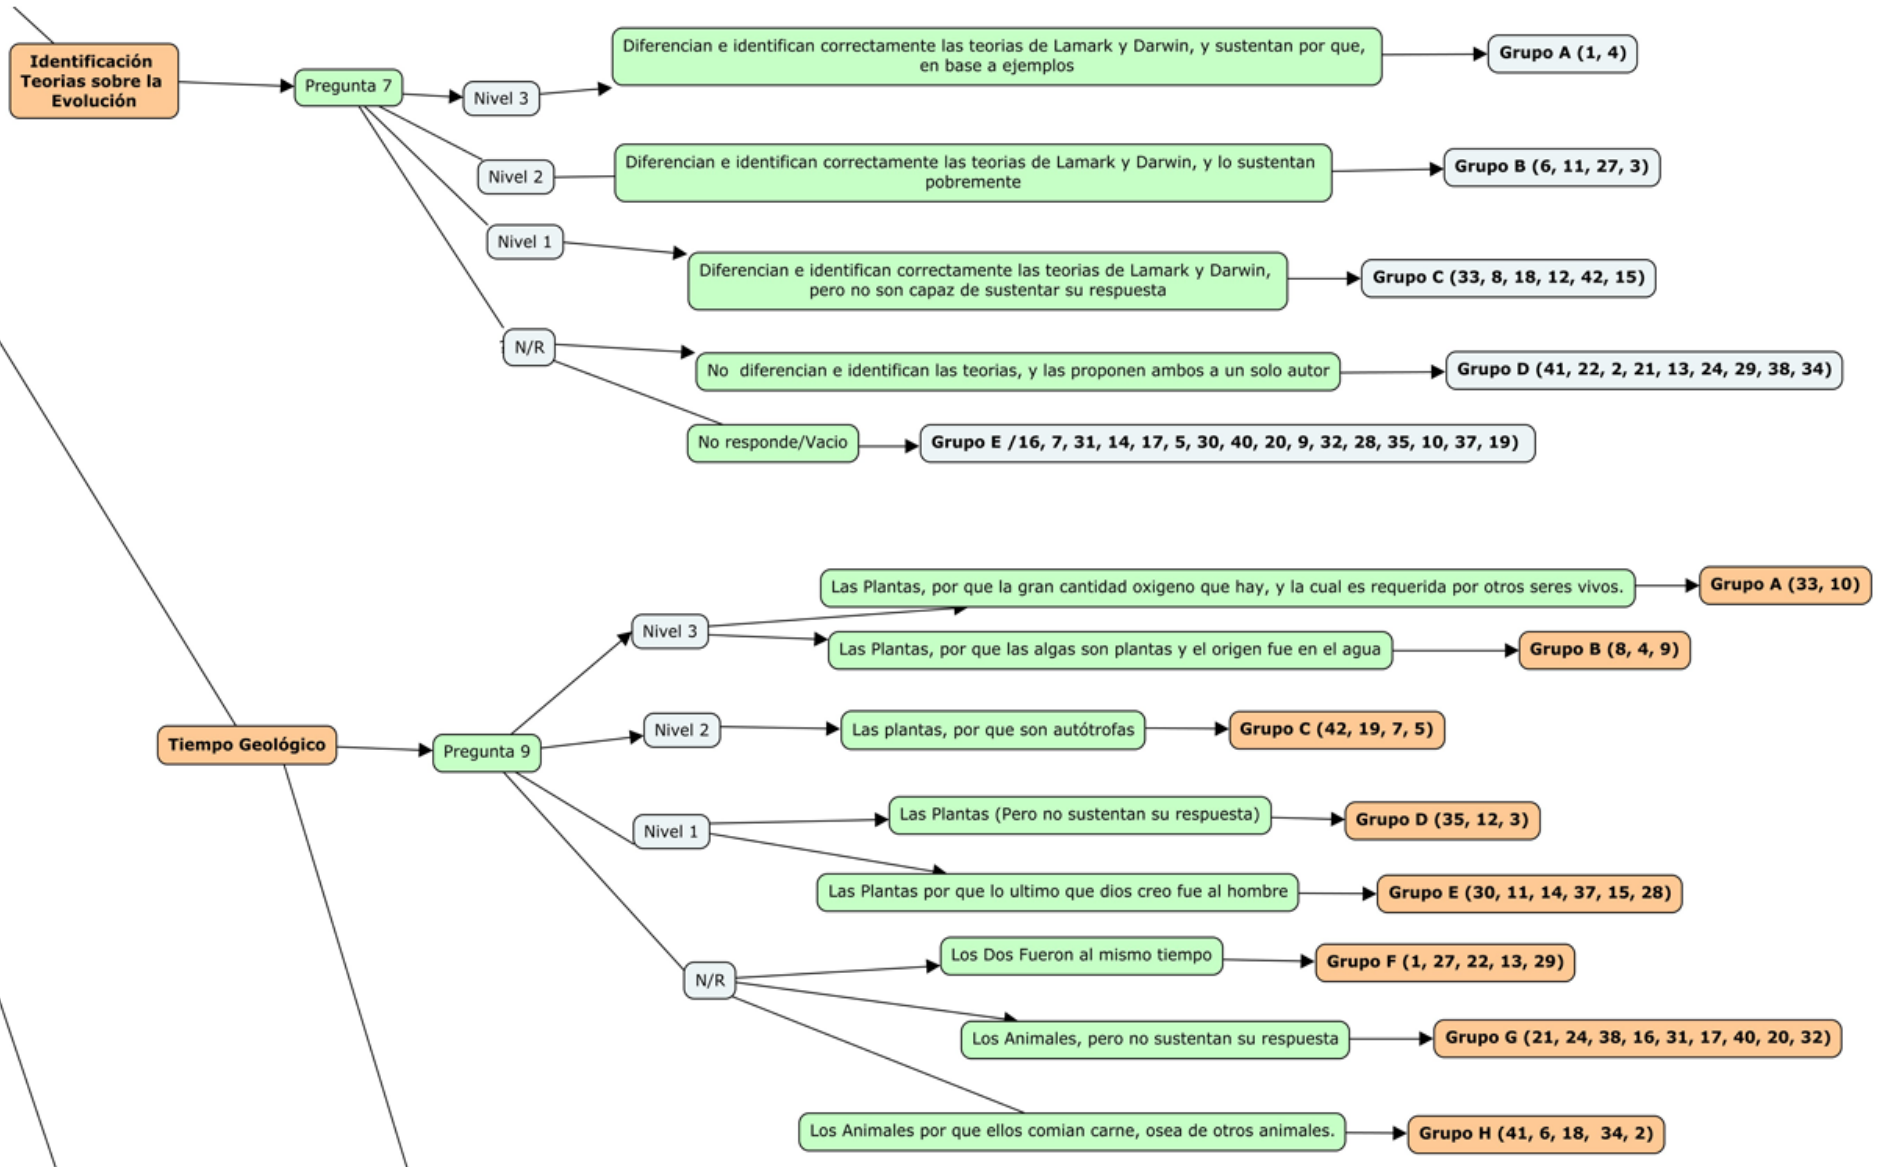 Identificación
Teorias sobre la
Evolución
Pregunta 7
Nivel 3
Diferencian e identifican correctamente las teorias de Lamark y Darwin, y sustentan por que,
en base a ejemplos
Grupo A (1, 4)
Nivel 2
Diferencian e identifican correctamente las teorias de Lamark y Darwin, y lo sustentan
pobremente
Grupo B (6, 11, 27, 3)
Nivel 1
Diferencian e identifican correctamente las teorias de Lamark y Darwin,
pero no son capaz de sustentar su respuesta
Grupo C (33, 8, 18, 12, 42, 15)
N/R
No  diferencian e identifican las teorias, y las proponen ambos a un solo autor
Grupo D (41, 22, 2, 21, 13, 24, 29, 38, 34)
No responde/Vacio
Grupo E /16, 7, 31, 14, 17, 5, 30, 40, 20, 9, 32, 28, 35, 10, 37, 19)
Tiempo Geológico
Pregunta 9
Nivel 3
Las Plantas, por que la gran cantidad oxigeno que hay, y la cual es requerida por otros seres vivos.
Grupo A (33, 10)
Las Plantas, por que las algas son plantas y el origen fue en el agua
Grupo B (8, 4, 9)
Nivel 2
Las plantas, por que son autótrofas
Grupo C (42, 19, 7, 5)
Nivel 1
Las Plantas (Pero no sustentan su respuesta)
Grupo D (35, 12, 3)
Las Plantas por que lo ultimo que dios creo fue al hombre
Grupo E (30, 11, 14, 37, 15, 28)
N/R
Los Dos Fueron al mismo tiempo
Grupo F (1, 27, 22, 13, 29)
Los Animales, pero no sustentan su respuesta
Grupo G (21, 24, 38, 16, 31, 17, 40, 20, 32)
Los Animales por que ellos comian carne, osea de otros animales.
Grupo H (41, 6, 18,  34, 2)